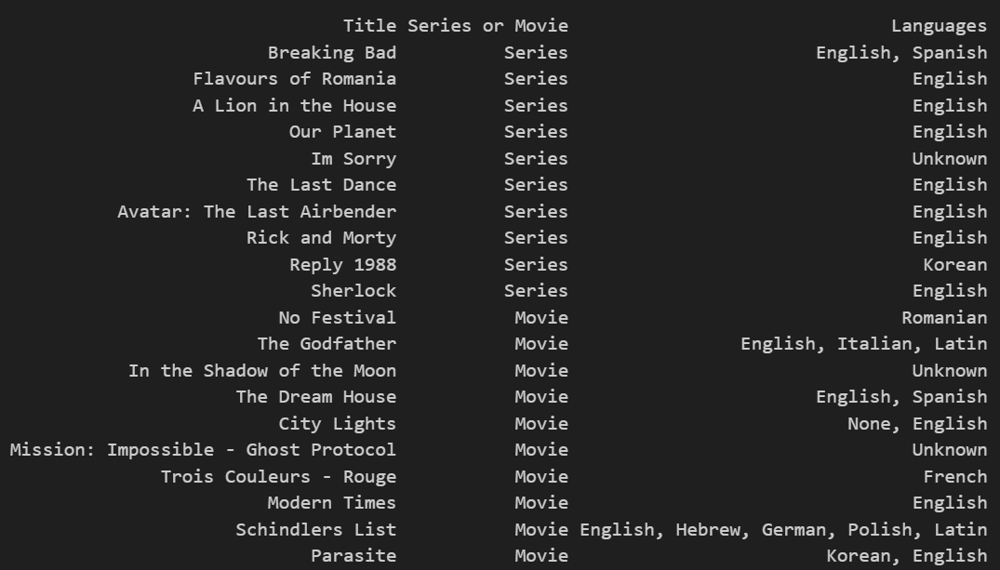 Title Series or Movie Languages
Breaking Bad Series English, Spanish
Flavours of Romania Series English
A Lion in the House Series English
Our Planet Series English
Im Sorry Series Unknown
The Last Dance Series English
Avatar: The Last Airbender Series English
Rick and Morty Series English
Reply 1988 Series Korean
Sherlock Series English
No Festival Movie Romanian
The Godfather Movie English, Italian, Latin
In the Shadow of the Moon Movie Unknown
The Dream House Movie English, Spanish
City Lights Movie None, English
Mission: Impossible - Ghost Protocol Movie Unknown
Trois Couleurs - Rouge Movie French
Modern Times Movie English
Schindlers List Movie English, Hebrew, German, Polish, Latin
Parasite Movie Korean, English